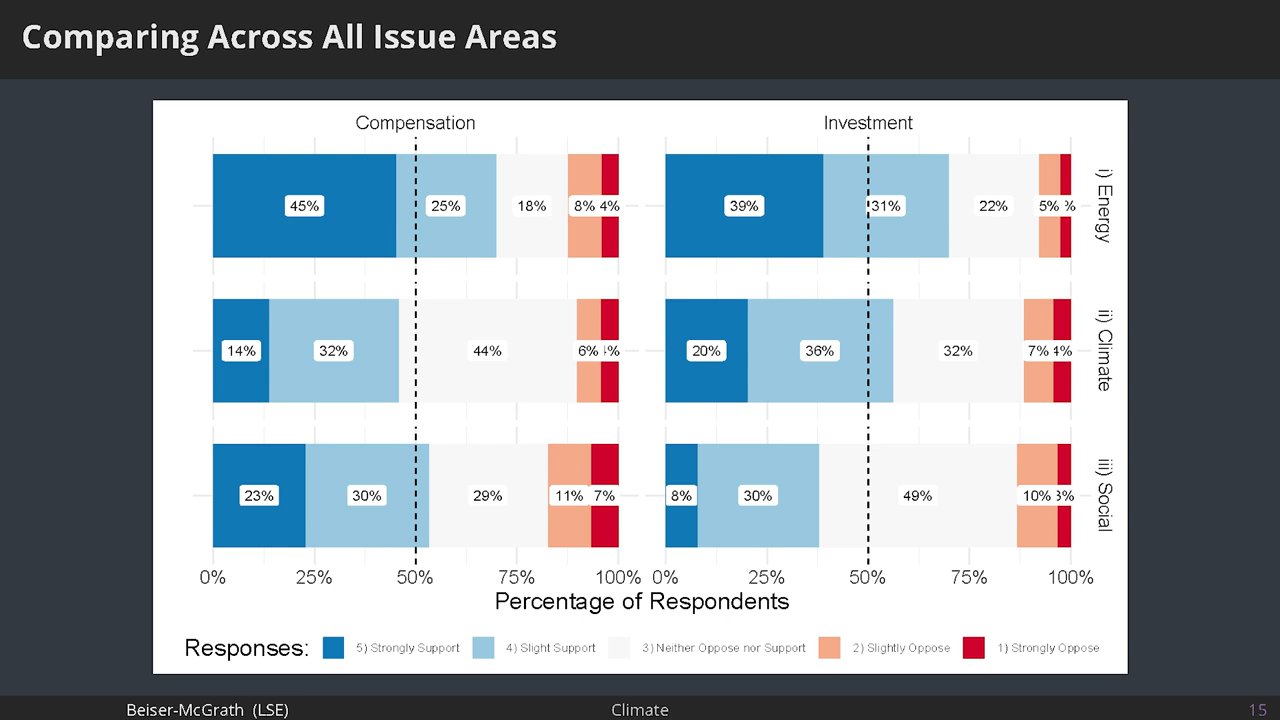 Comparing Across All Issue Areas
Compensation
Investment
45% 25% 18% 8% 4%
39% 31% 22% 5%
i) Energy
14% 32% 44% 6%
20% 36% 32% 7% 4%
ii) Climate
23% 30% 29% 11% 7%
8% 30% 49% 10% 3%
iii) Social
0% 25% 50% 75% 100% 0% 25% 50% 75% 100%
Percentage of Respondents
Responses: 5) Strongly Support 4) Slight Support 3) Neither Oppose nor Support 2) Slightly Oppose 1) Strongly Oppose
Beiser-McGrath (LSE) Climate 15